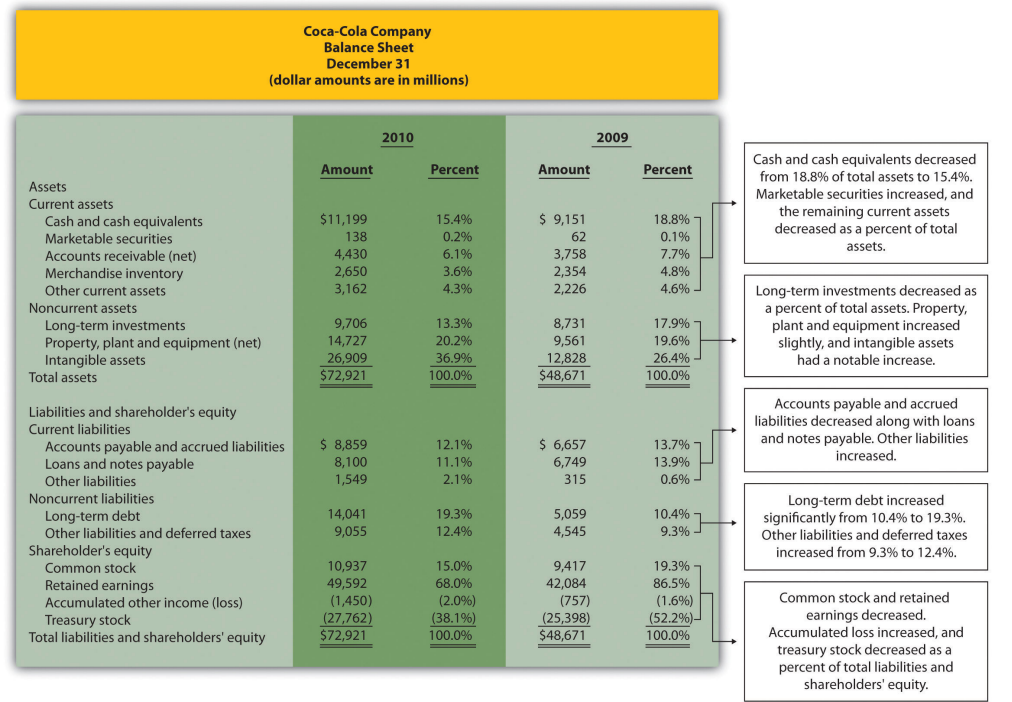 Coca-Cola Company
Balance Sheet
December 31
(dollar amounts are in millions)
2010 2009
Amount Percent Amount Percent
Assets
Current assets
Cash and cash equivalents $11,199 15.4% $ 9,151 18.8%
Marketable securities 138 0.2% 62 0.1%
Accounts receivable (net) 4,430 6.1% 3,758 7.7%
Merchandise inventory 2,650 3.6% 2,354 4.8%
Other current assets 3,162 4.3% 2,226 4.6%
Noncurrent assets
Long-term investments 9,706 13.3% 8,731 17.9%
Property, plant and equipment (net) 14,727 20.2% 9,561 19.6%
Intangible assets 26,909 36.9% 12,828 26.4%
Total assets $72,921 100.0% $48,671 100.0%
Liabilities and shareholder's equity
Current liabilities
Accounts payable and accrued liabilities $ 8,859 12.1% $ 6,657 13.7%
Loans and notes payable 8,100 11.1% 6,749 13.9%
Other liabilities 1,549 2.1% 315 0.6%
Noncurrent liabilities
Long-term debt 14,041 19.3% 5,059 10.4%
Other liabilities and deferred taxes 9,055 12.4% 4,545 9.3%
Shareholder's equity
Common stock 10,937 15.0% 9,417 19.3%
Retained earnings 49,592 68.0% 42,084 86.5%
Accumulated other income (loss) (1,450) (2.0%) (757) (1.6%)
Treasury stock (27,762) (38.1%) (25,398) (52.2%)
Total liabilities and shareholders' equity $72,921 100.0% $48,671 100.0%
Cash and cash equivalents decreased
from 18.8% of total assets to 15.4%.
Marketable securities increased, and
the remaining current assets
decreased as a percent of total
assets.
Long-term investments decreased as
a percent of total assets. Property,
plant and equipment increased
slightly, and intangible assets
had a notable increase.
Accounts payable and accrued
liabilities decreased along with loans
and notes payable. Other liabilities
increased.
Long-term debt increased
significantly from 10.4% to 19.3%.
Other liabilities and deferred taxes
increased from 9.3% to 12.4%.
Common stock and retained
earnings decreased.
Accumulated loss increased, and
treasury stock decreased as a
percent of total liabilities and
shareholders' equity.